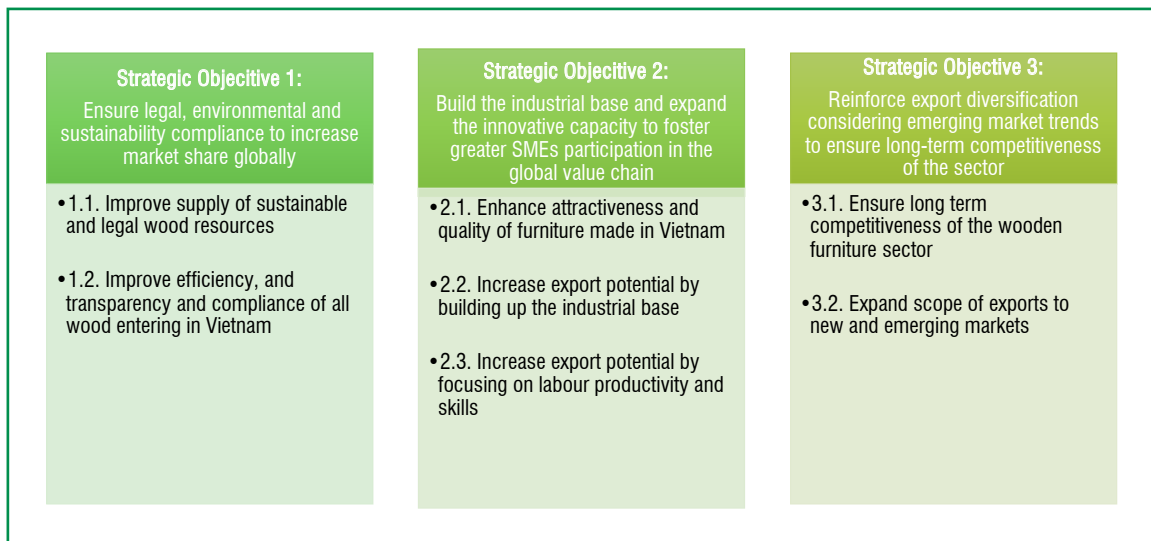 Strategic Objecitive 1:
Ensure legal, environmental and
sustainability compliance to increase
market share globally
•1.1. Improve supply of sustainable
and legal wood resources
•1.2. Improve efficiency, and
transparency and compliance of all
wood entering in Vietnam
Strategic Objecitive 2:
Build the industrial base and expand
the innovative capacity to foster
greater SMEs participation in the
global value chain
•2.1. Enhance attractiveness and
quality of furniture made in Vietnam
•2.2. Increase export potential by
building up the industrial base
•2.3. Increase export potential by
focusing on labour productivity and
skills
Strategic Objective 3:
Reinforce export diversification
considering emerging market trends
to ensure long-term competitiveness
of the sector
•3.1. Ensure long term
competitiveness of the wooden
furniture sector
•3.2. Expand scope of exports to
new and emerging markets